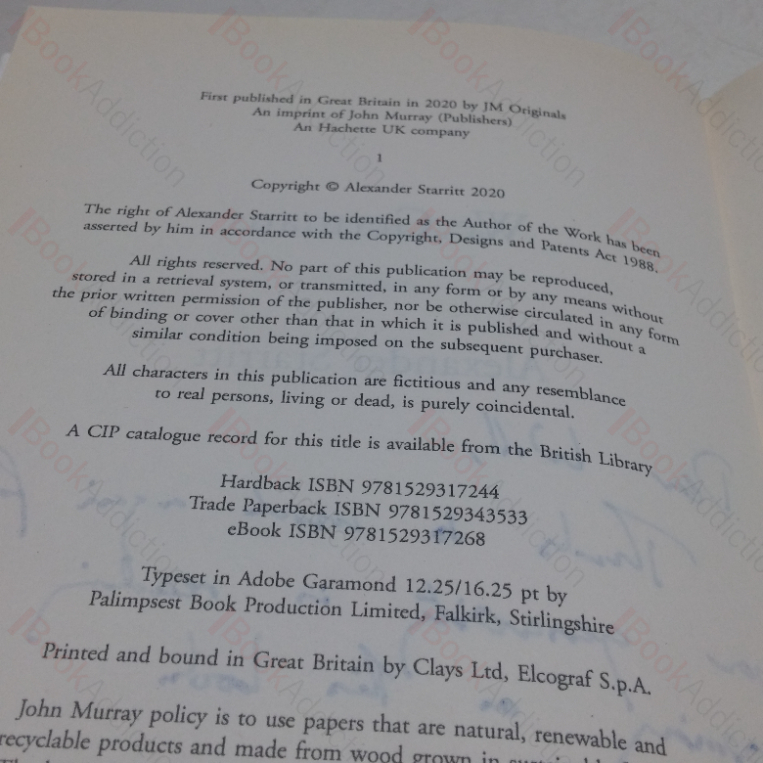 First published in Great Britain in 2020 by JM Originals
An imprint of John Murray (Publishers)
An Hachette UK company
1
Copyright © Alexander Starritt 2020
The right of Alexander Starritt to be identified as the Author of the Work has been
asserted by him in accordance with the Copyright, Designs and Patents Act 1988.
All rights reserved. No part of this publication may be reproduced,
stored in a retrieval system, or transmitted, in any form or by any means without
the prior written permission of the publisher, nor be otherwise circulated in any form
of binding or cover other than that in which it is published and without a
similar condition being imposed on the subsequent purchaser.
All characters in this publication are fictitious and any resemblance
to real persons, living or dead, is purely coincidental.
A CIP catalogue record for this title is available from the British Library
Hardback ISBN 9781529317244
Trade Paperback ISBN 9781529343533
eBook ISBN 9781529317268
Typeset in Adobe Garamond 12.25/16.25 pt by
Palimpsest Book Production Limited, Falkirk, Stirlingshire
Printed and bound in Great Britain by Clays Ltd, Elcograf S.p.A.
John Murray policy is to use papers that are natural, renewable and
recyclable products and made from wood grown in
BookAddiction